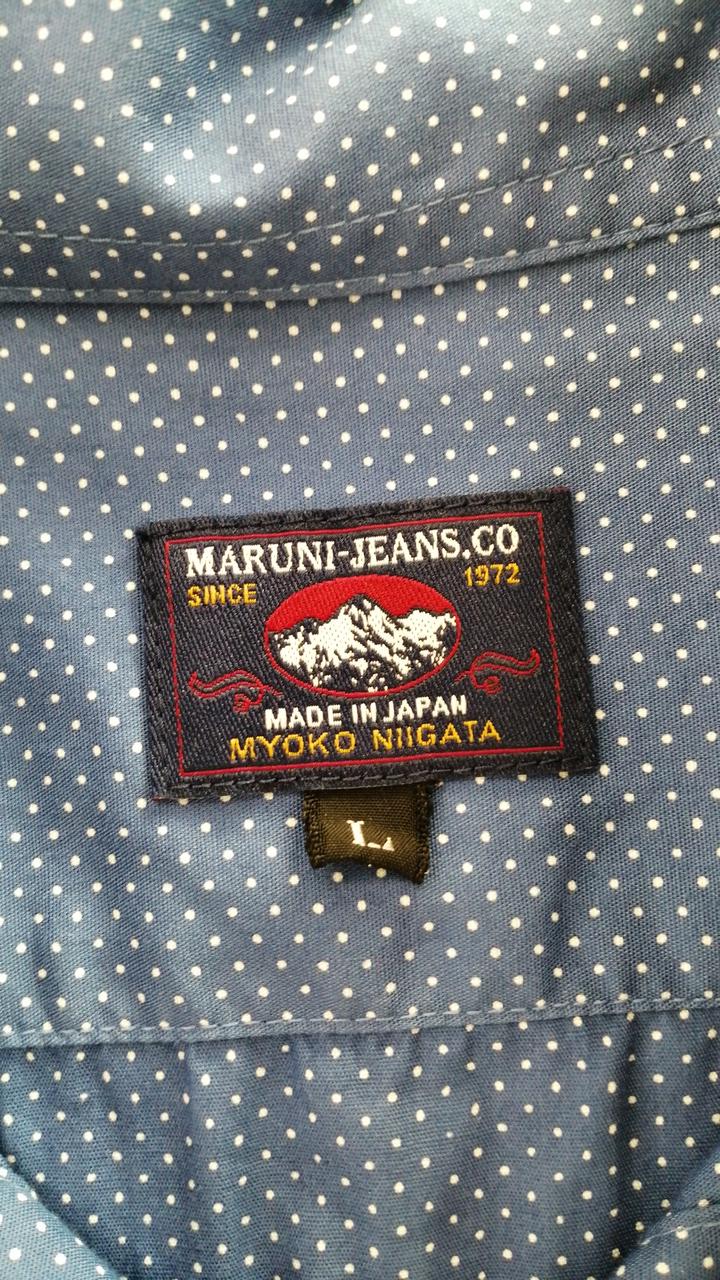 MARUNI-JEANS.CO
SINCE 1972
MADE IN JAPAN
MYOKO NIIGATA
L